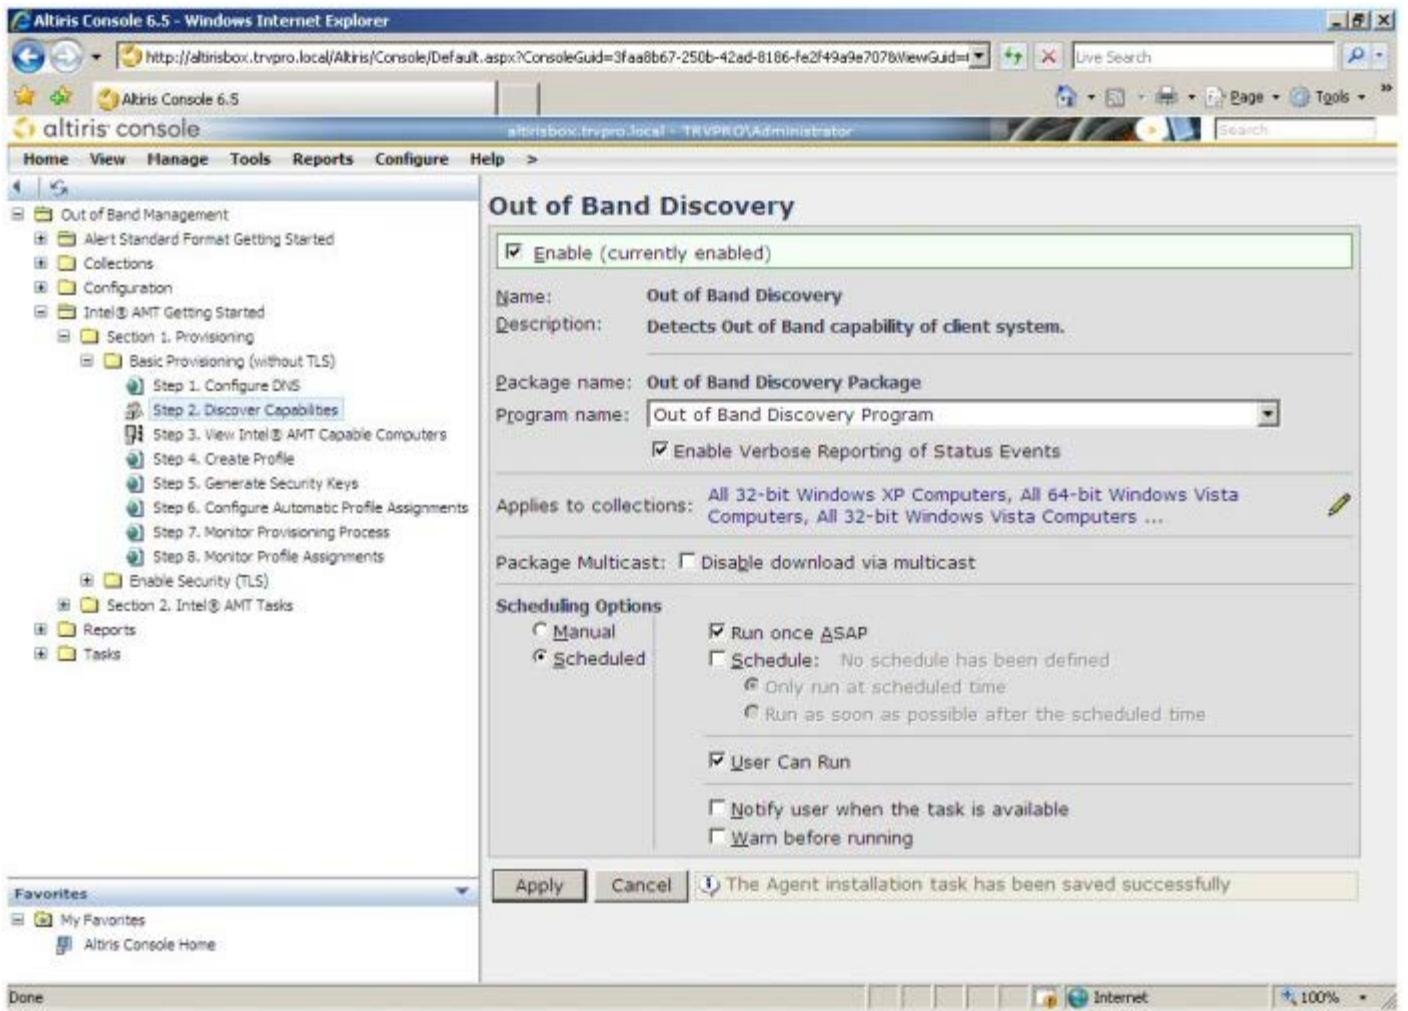 Altiris Console 6.5 - Windows Internet Explorer
http://altirisbox.trvpro.local/Altiris/Console/Default.aspx?ConsoleGuid=3faa8b67-250b-42ad-8186-fe2f49a9e707&ViewGuid=
Live Search
Altiris Console 6.5
Page
Tools
altiris console
altirisbox.trvpro.local - TRVPRO\Administrator
Search
Home View Manage Tools Reports Configure Help >
Out of Band Management
Alert Standard Format Getting Started
Collections
Configuration
Intel® AMT Getting Started
Section 1. Provisioning
Basic Provisioning (without TLS)
Step 1. Configure DNS
Step 2. Discover Capabilities
Step 3. View Intel® AMT Capable Computers
Step 4. Create Profile
Step 5. Generate Security Keys
Step 6. Configure Automatic Profile Assignments
Step 7. Monitor Provisioning Process
Step 8. Monitor Profile Assignments
Enable Security (TLS)
Section 2. Intel® AMT Tasks
Reports
Tasks
Favorites
My Favorites
Altiris Console Home
Out of Band Discovery
Enable (currently enabled)
Name: Out of Band Discovery
Description: Detects Out of Band capability of client system.
Package name: Out of Band Discovery Package
Program name: Out of Band Discovery Program
Enable Verbose Reporting of Status Events
Applies to collections: All 32-bit Windows XP Computers, All 64-bit Windows Vista
Computers, All 32-bit Windows Vista Computers ...
Package Multicast: Disable download via multicast
Scheduling Options
Manual
Scheduled
Run once ASAP
Schedule: No schedule has been defined
Only run at scheduled time
Run as soon as possible after the scheduled time
User Can Run
Notify user when the task is available
Warn before running
Apply
Cancel
The Agent installation task has been saved successfully
Done
Internet
100%